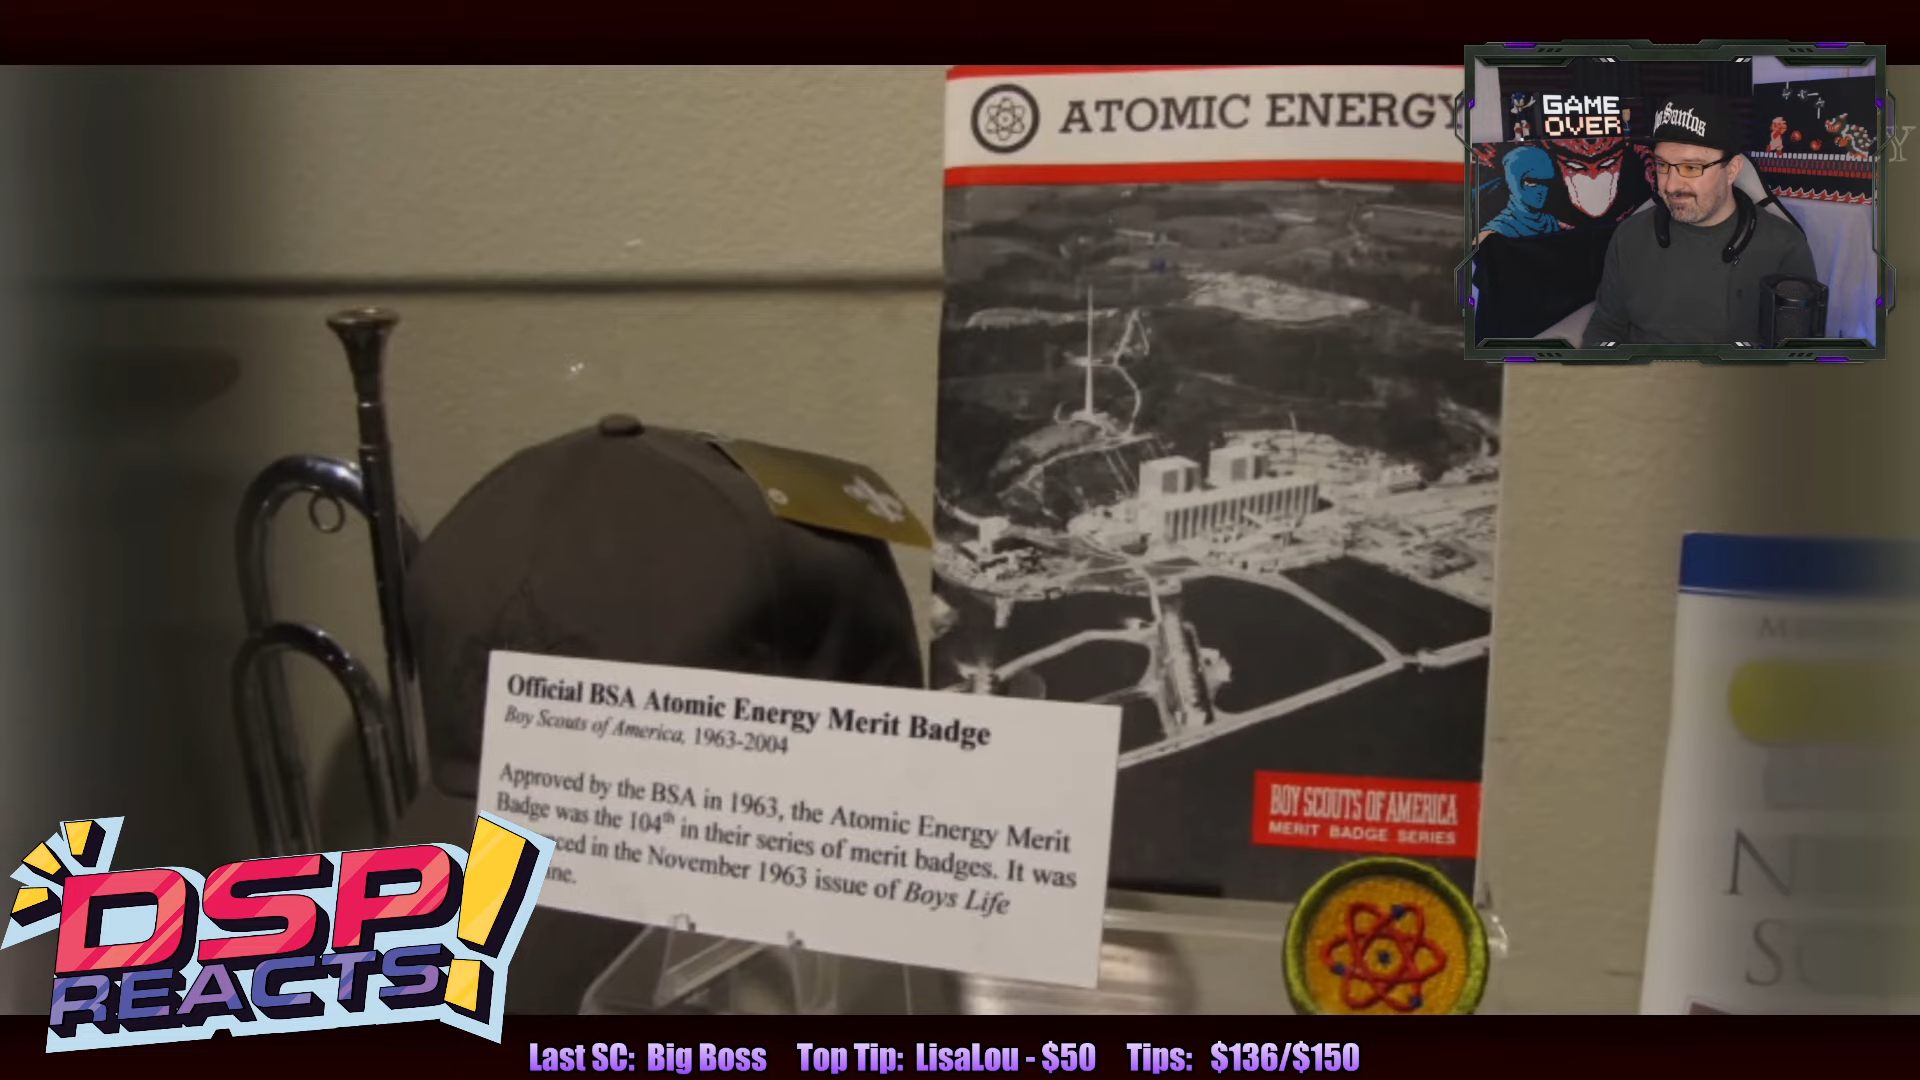 ATOMIC ENERGY
GAME
OVER
Santos
Y
Official BSA Atomic Energy Merit Badge
Boy Scouts of America, 1963-2004
Approved by the BSA in 1963, the Atomic Energy Merit
Badge was the 104th in their series of merit badges. It was
in the November 1963 issue of Boys Life
BOY SCOUTS OF AMERICA
MERIT BADGE SERIES
N
S
DSP!
REACTS
Last SC: Big Boss Top Tip: LisaLou - $50 Tips: $136/$150